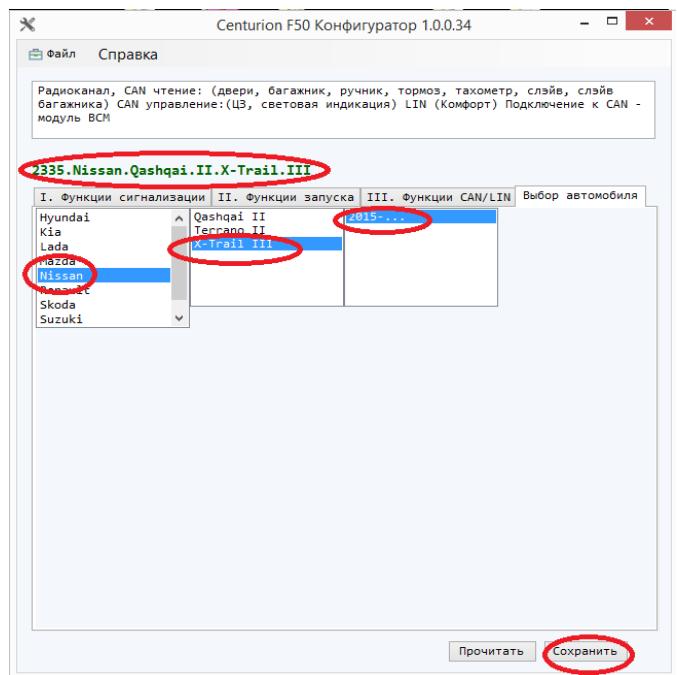 Centurion F50 Конфигуратор 1.0.0.34
Файл Справка
Радиоканал, CAN чтение: (двери, багажник, ручник, тормоз, тахометр, слэйв, слэйв
багажника) CAN управление:(ЦЗ, световая индикация) LIN (Комфорт) Подключение к CAN -
модуль BCM
2335.Nissan.Qashqai.II.X-Trail.III
I. Функции сигнализации II. Функции запуска III. Функции CAN/LIN Выбор автомобиля
Hyundai Qashqai II 2015-...
Kia Terrano II
Lada X-Trail III
Mazda
Nissan
Renault
Skoda
Suzuki
Прочитать Сохранить